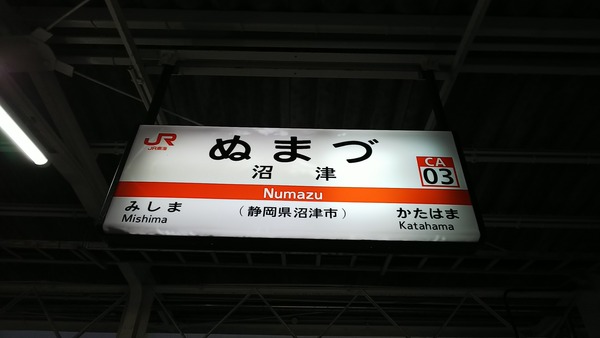 JR
JR東海
ぬまづ
沼津
CA
03
Numazu
みしま
Mishima
(静岡県沼津市)
かたはま
Katahama